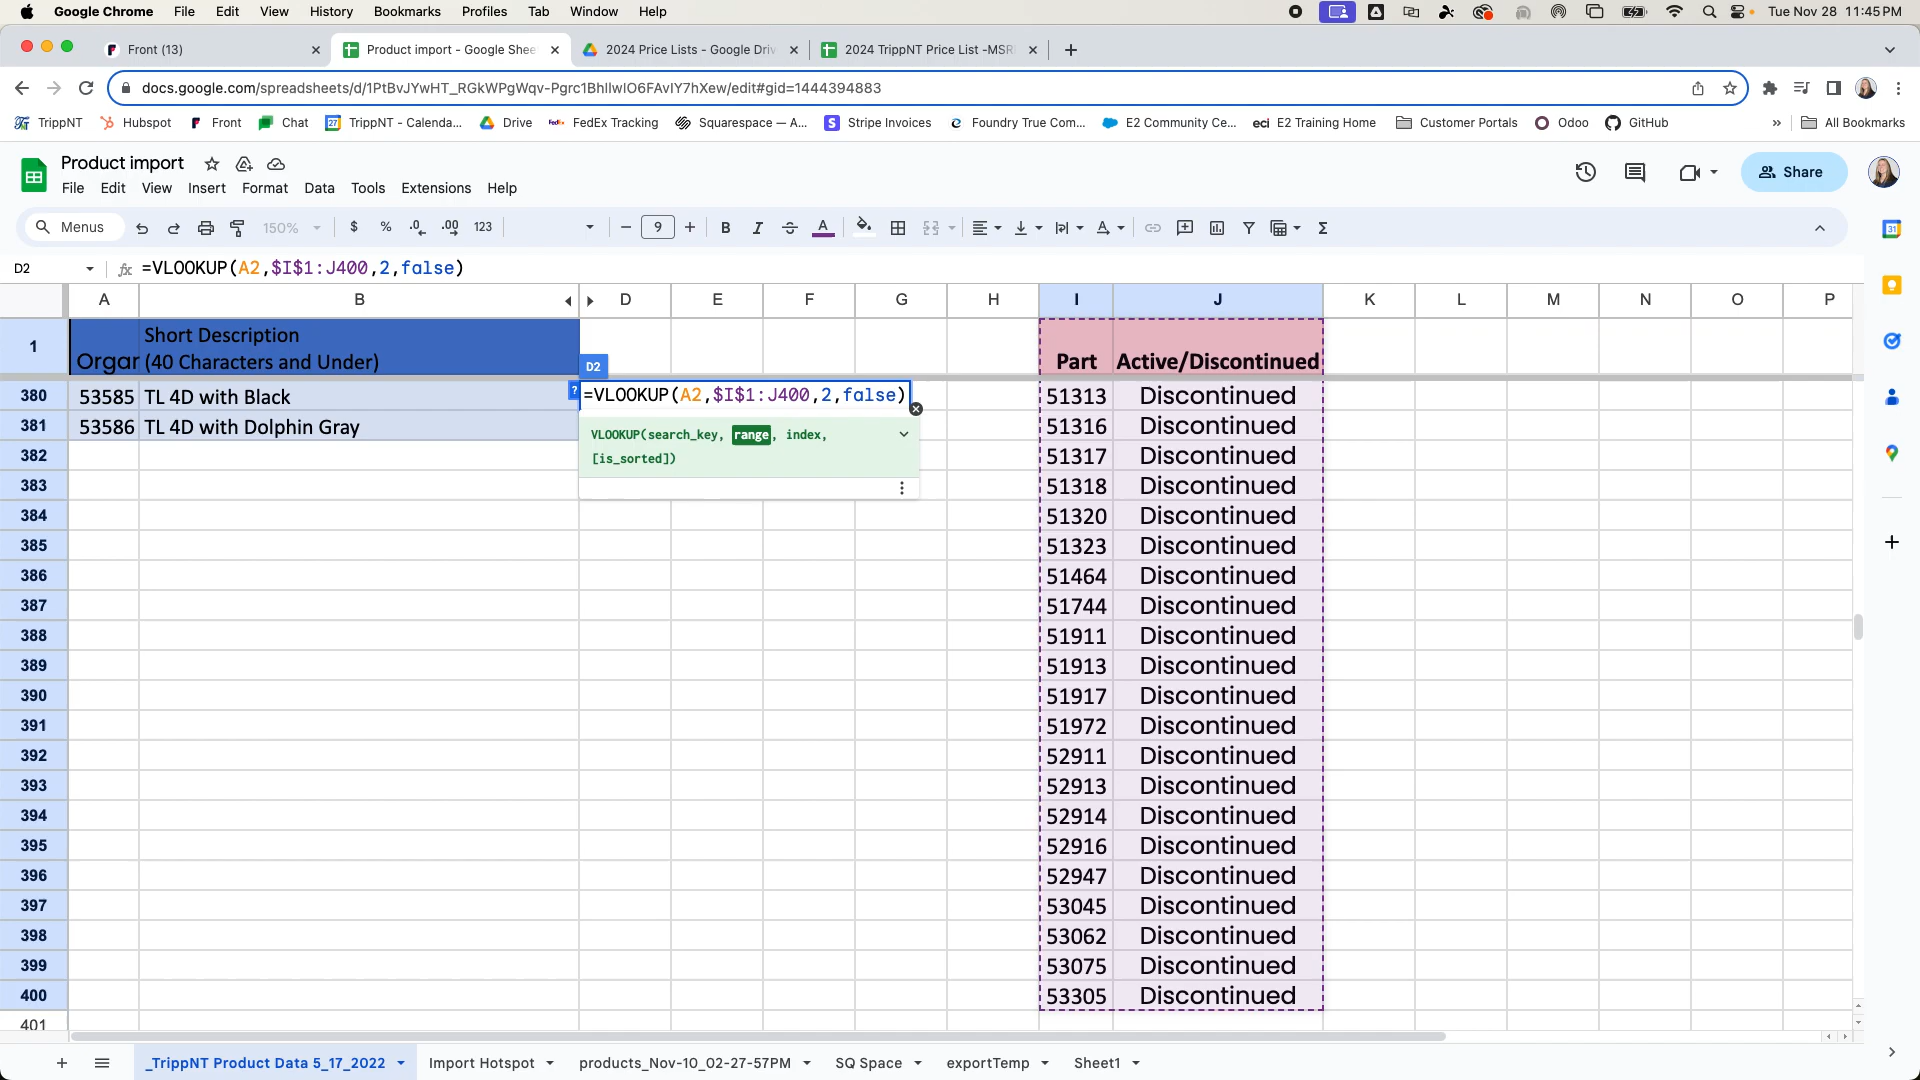 Google Chrome File Edit View History Bookmarks Profiles Tab Window Help Tue Nov 28 11:45 PM
Front (13) Product import - Google Shee 2024 Price Lists - Google Driv 2024 TrippNT Price List -MSR
docs.google.com/spreadsheets/d/1PtBvJYwHT_RGkWPgWqv-Pgrc1BhIlwIO6FAvIY7hXew/edit#gid=1444394883
TrippNT Hubspot Front Chat 27 TrippNT - Calenda... Drive FedEx FedEx Tracking Squarespace — A... S Stripe Invoices Foundry True Com... E2 Community Ce... eci E2 Training Home Customer Portals Odoo GitHub » All Bookmarks
Product import
File Edit View Insert Format Data Tools Extensions Help
Share
Menus 150% $ % .0 .00 123 − 9 + B I A Σ
31
D2 fx =VLOOKUP(A2,$I$1:J400,2,false)
A B D E F G H I J K L M N O P
1 Orgar Short Description
(40 Characters and Under) Part Active/Discontinued
D2
380 53585 TL 4D with Black ? =VLOOKUP(A2,$I$1:J400,2,false) 51313 Discontinued
381 53586 TL 4D with Dolphin Gray VLOOKUP(search_key, range, index, 51316 Discontinued
382 [is_sorted]) 51317 Discontinued
383 51318 Discontinued
384 51320 Discontinued
385 51323 Discontinued
386 51464 Discontinued
387 51744 Discontinued
388 51911 Discontinued
389 51913 Discontinued
390 51917 Discontinued
391 51972 Discontinued
392 52911 Discontinued
393 52913 Discontinued
394 52914 Discontinued
395 52916 Discontinued
396 52947 Discontinued
397 53045 Discontinued
398 53062 Discontinued
399 53075 Discontinued
400 53305 Discontinued
401
_TrippNT Product Data 5_17_2022 Import Hotspot products_Nov-10_02-27-57PM SQ Space exportTemp Sheet1